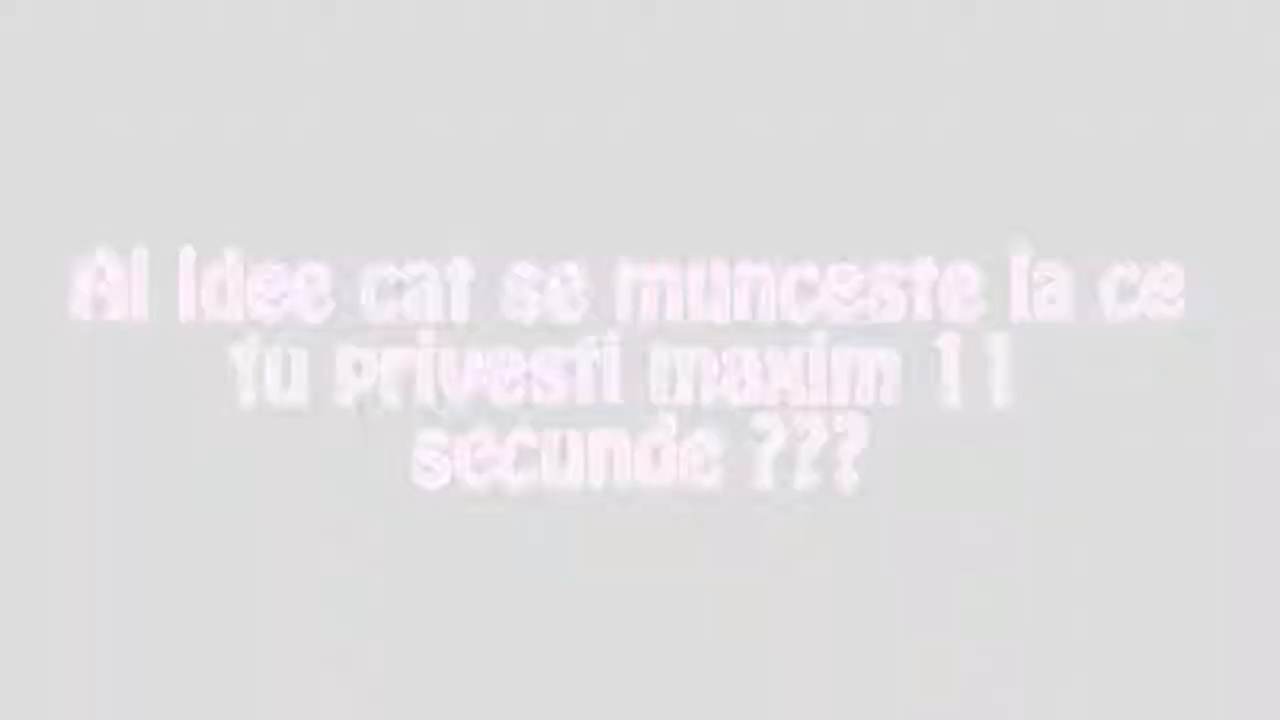 Ai idee cat se munceste la ce
tu privesti maxim 11
secunde ???